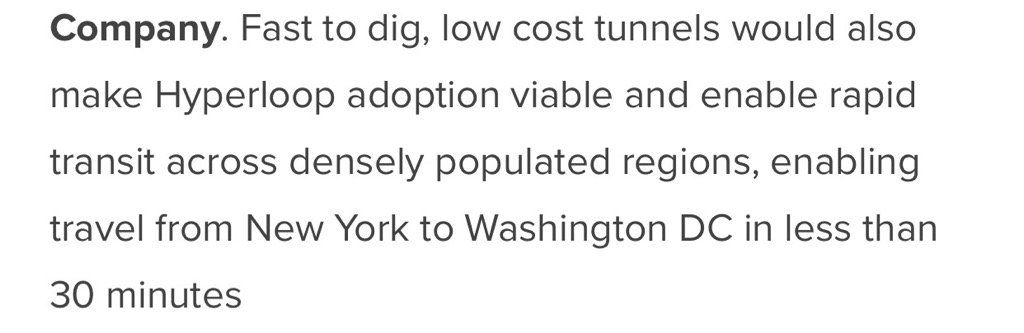 Company. Fast to dig, low cost tunnels would also
make Hyperloop adoption viable and enable rapid
transit across densely populated regions, enabling
travel from New York to Washington DC in less than
30 minutes